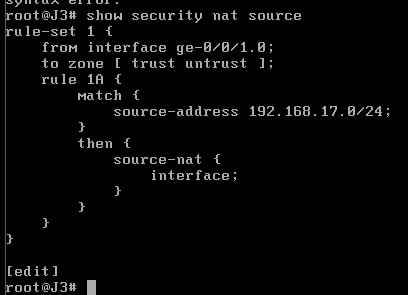 syntax error.
root@J3# show security nat source
rule-set 1 {
    from interface ge-0/0/1.0;
    to zone [ trust untrust ];
    rule 1A {
        match {
            source-address 192.168.17.0/24;
        }
        then {
            source-nat {
                interface;
            }
        }
    }
}

[edit]
root@J3#